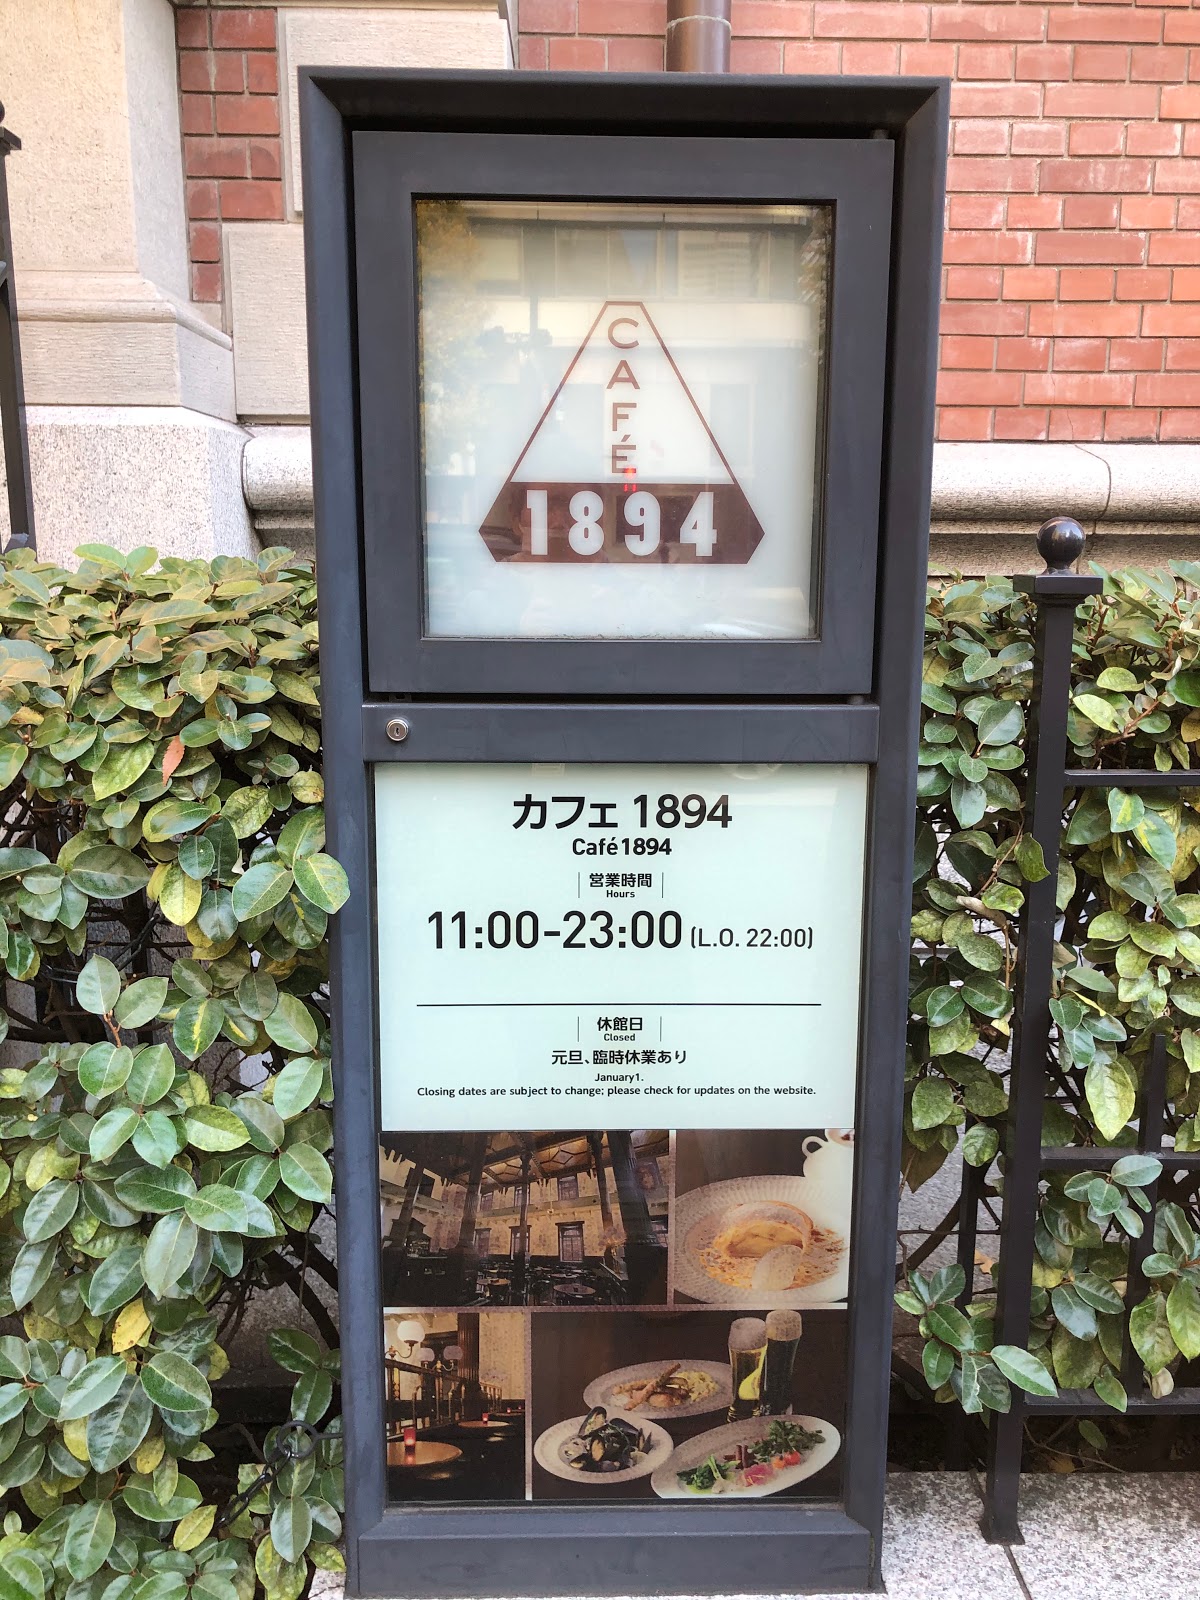 CAFÉ
1894
カフェ 1894
Café1894
営業時間
Hours
11:00-23:00 (L.O. 22:00)
休館日
Closed
元旦、臨時休業あり
January1.
Closing dates are subject to change; please check for updates on the website.